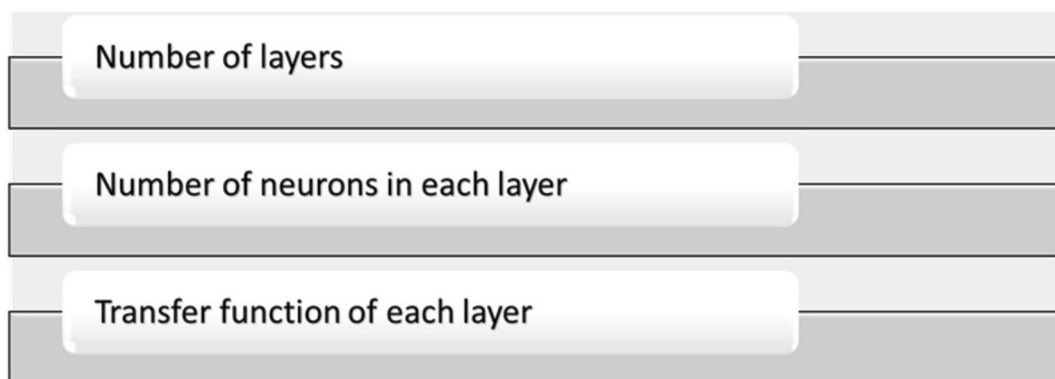 Number of layers
Number of neurons in each layer
Transfer function of each layer